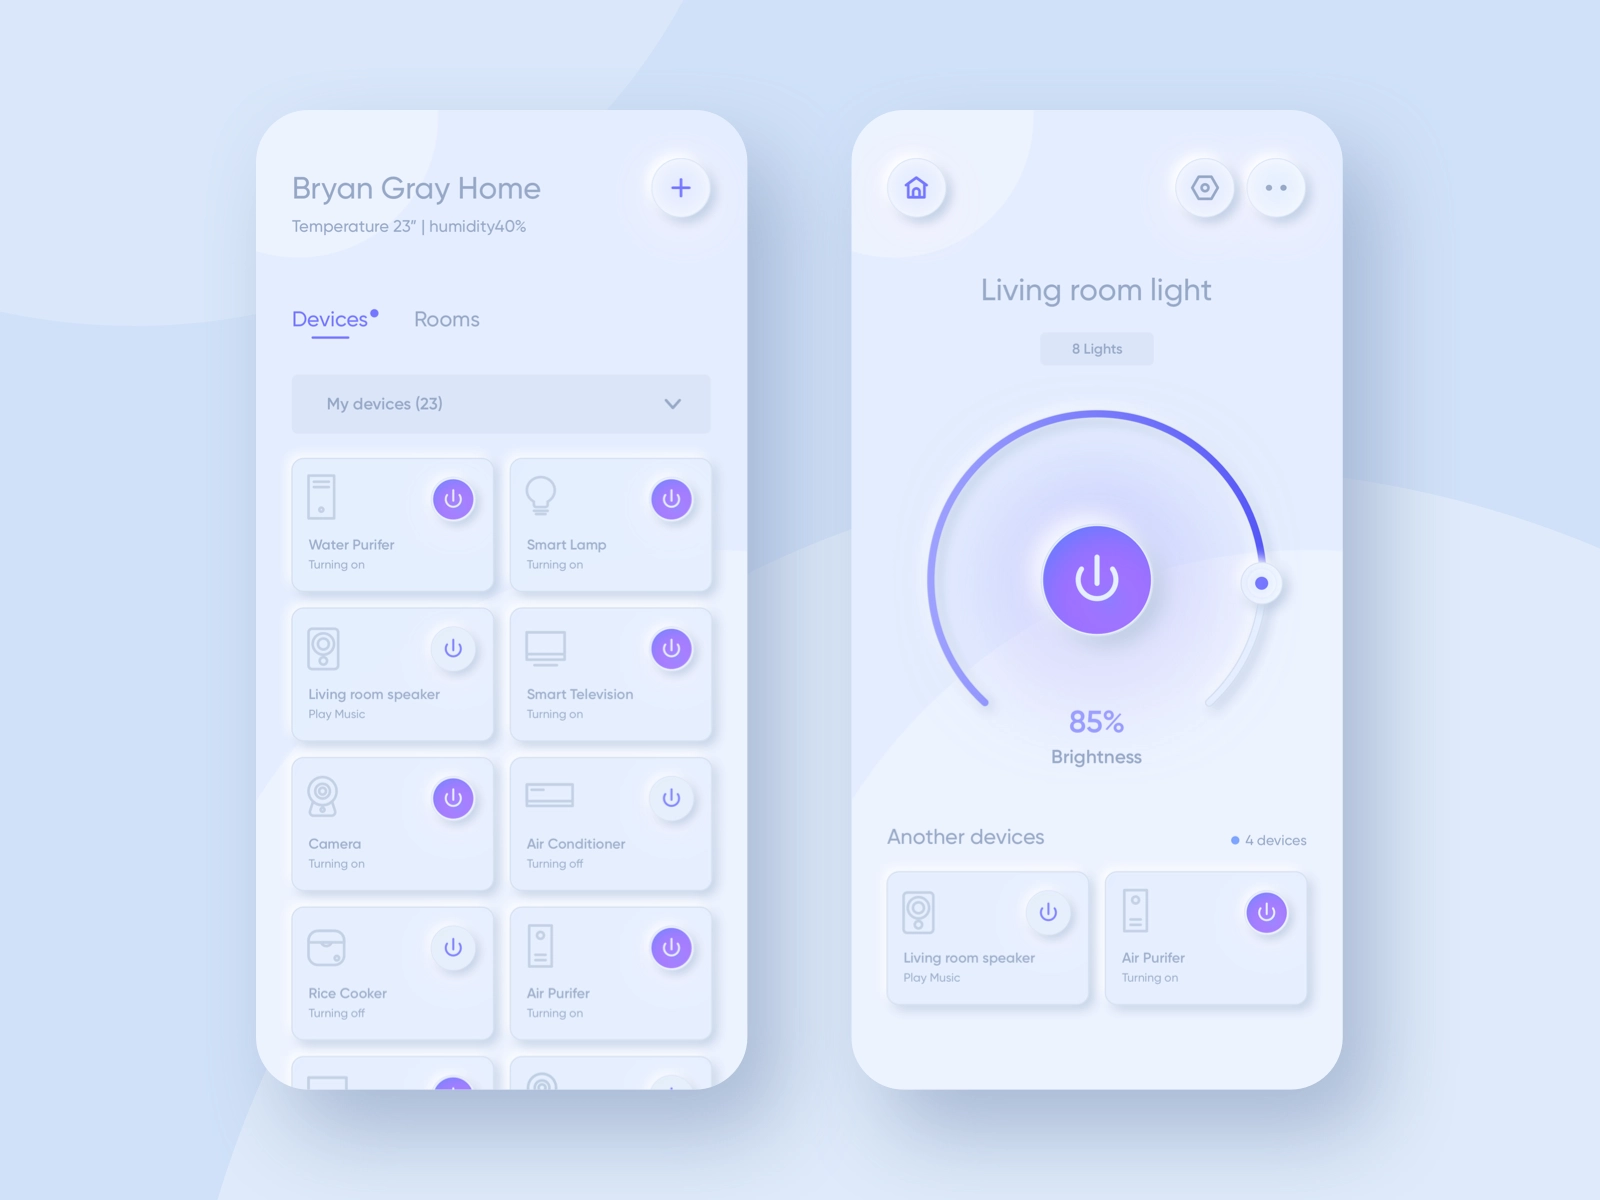 Bryan Gray Home
Temperature 23” | humidity40%
Devices
Rooms
My devices (23)
Water Purifer
Turning on
Smart Lamp
Turning on
Living room speaker
Play Music
Smart Television
Turning on
Camera
Turning on
Air Conditioner
Turning off
Rice Cooker
Turning off
Air Purifer
Turning on
Living room light
8 Lights
85%
Brightness
Another devices
4 devices
Living room speaker
Play Music
Air Purifer
Turning on